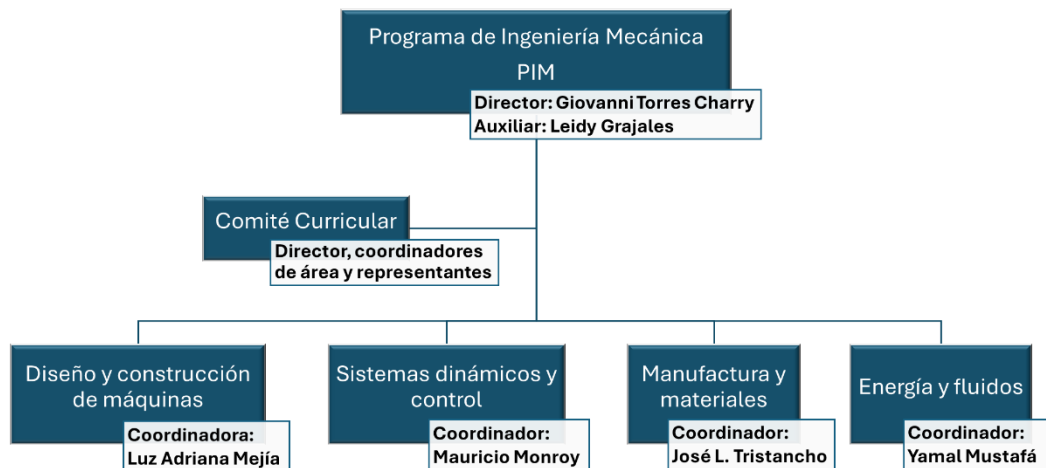 Programa de Ingeniería Mecánica
PIM
Director: Giovanni Torres Charry
Auxiliar: Leidy Grajales
Comité Curricular
Director, coordinadores
de área y representantes
Diseño y construcción
de máquinas
Coordinadora:
Luz Adriana Mejía
Sistemas dinámicos y
control
Coordinador:
Mauricio Monroy
Manufactura y
materiales
Coordinador:
José L. Tristancho
Energía y fluidos
Coordinador:
Yamal Mustafá